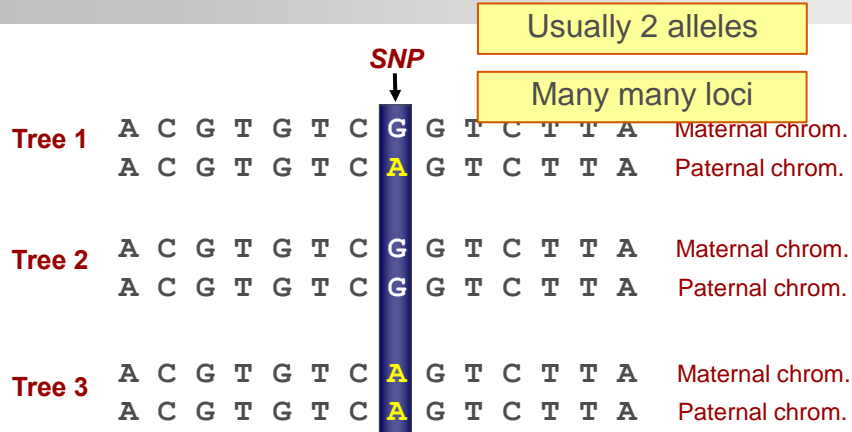 Usually 2 alleles
SNP
Many many loci
Tree 1 A C G T G T C G G T C T T A Maternal chrom.
A C G T G T C A G T C T T A Paternal chrom.
Tree 2 A C G T G T C G G T C T T A Maternal chrom.
A C G T G T C G G T C T T A Paternal chrom.
Tree 3 A C G T G T C A G T C T T A Maternal chrom.
A C G T G T C A G T C T T A Paternal chrom.